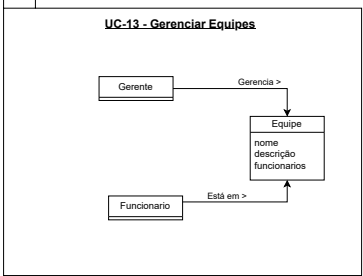 UC-13 - Gerenciar Equipes
Gerente
Gerencia >
Equipe
nome
descrição
funcionarios
Está em >
Funcionario